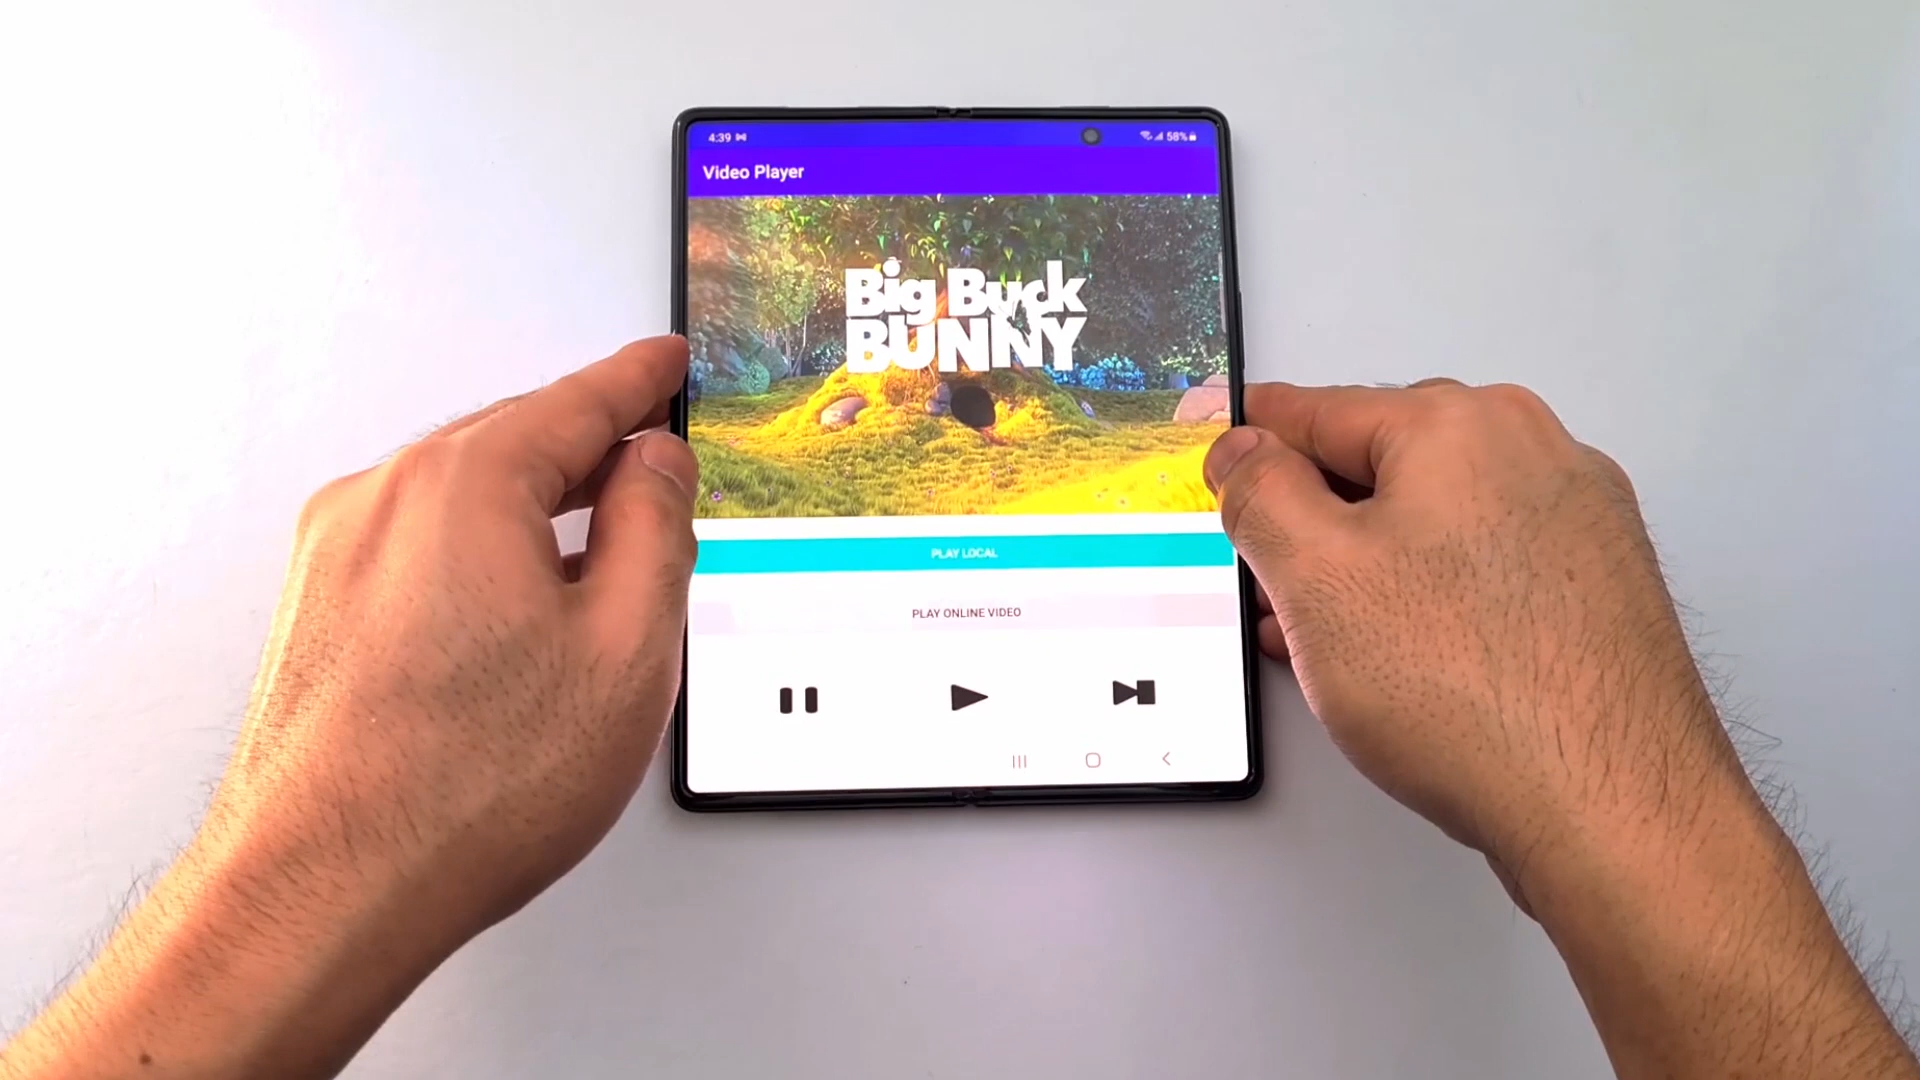 4:39
58%
Video Player
Big Buck
BUNNY
PLAY LOCAL
PLAY ONLINE VIDEO